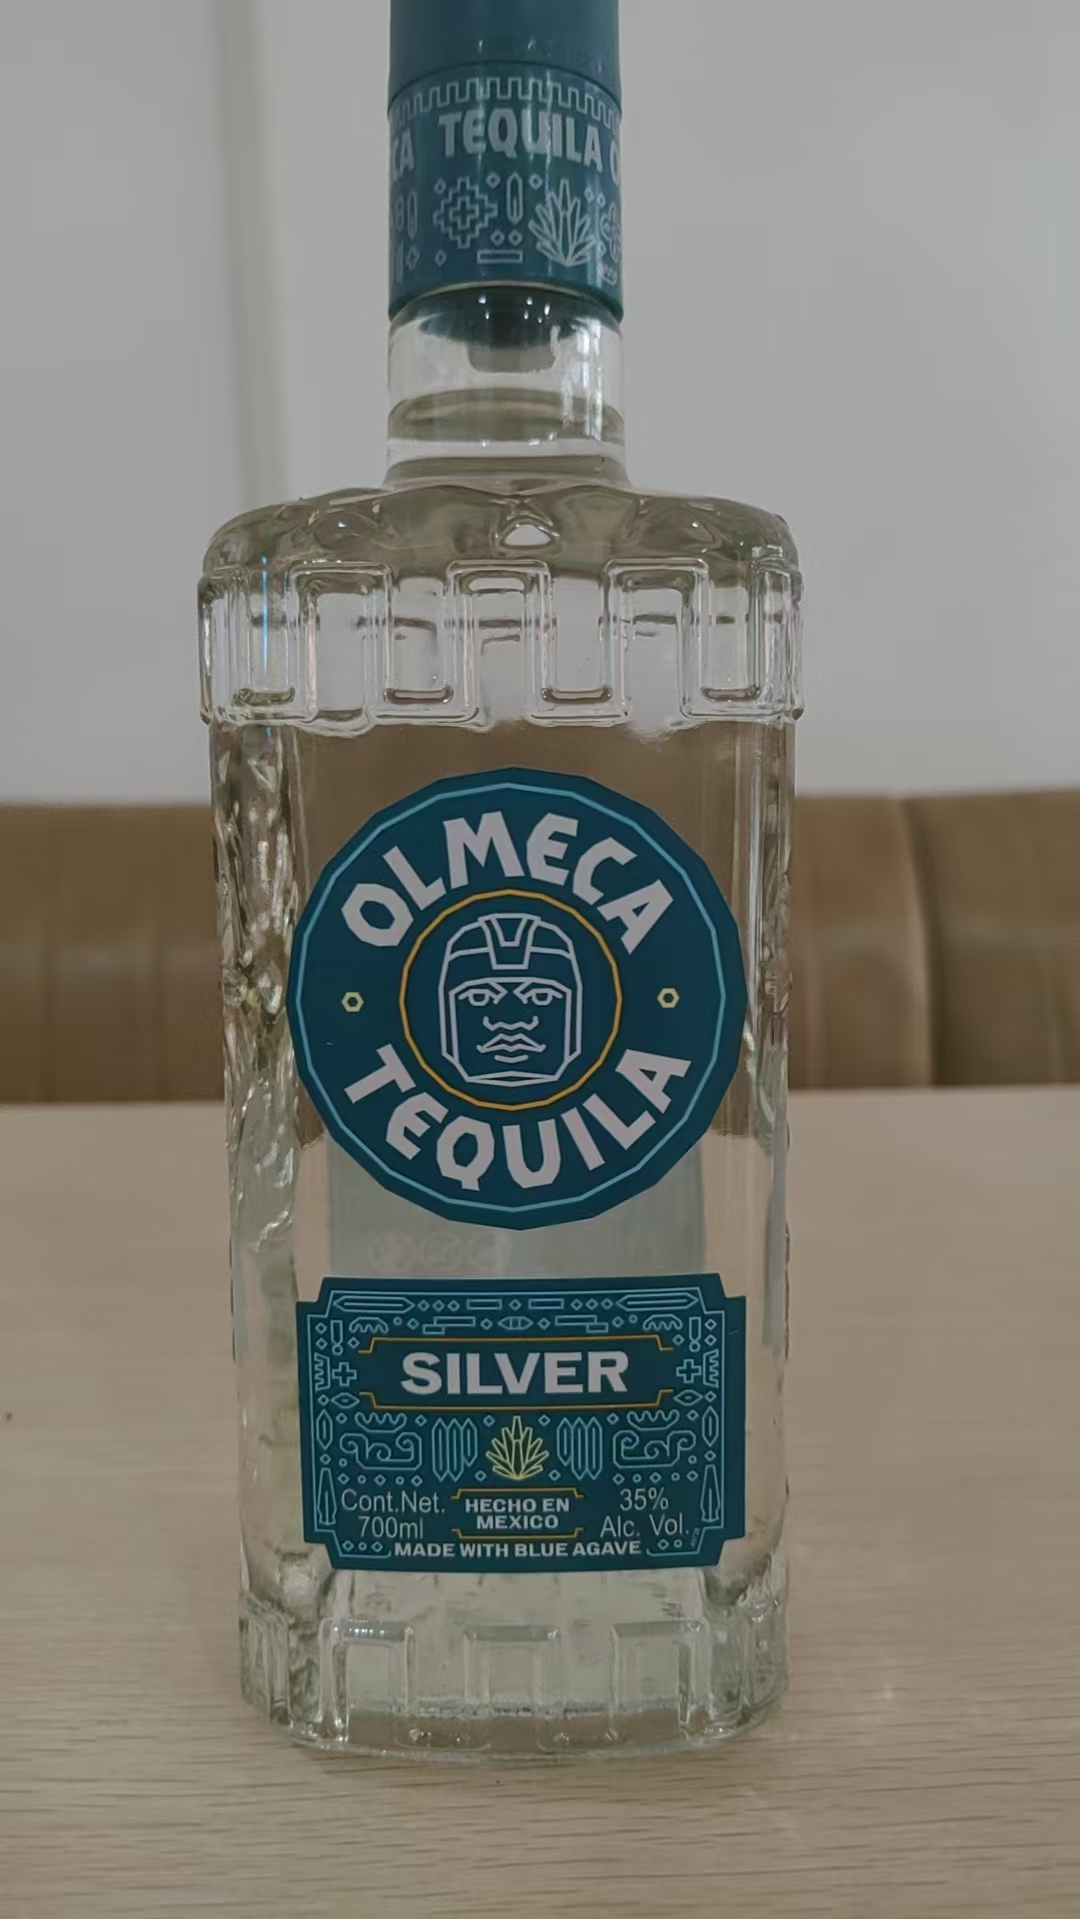 TEQUILA
OLMECA
TEQUILA
SILVER
Cont.Net.
700ml
HECHO EN
MEXICO
35%
Alc. Vol.
MADE WITH BLUE AGAVE